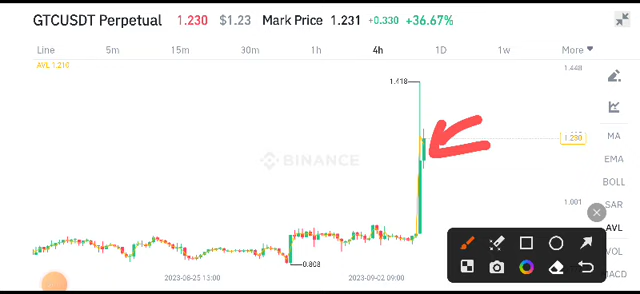 GTCUSDT Perpetual 1.230 $1.23 Mark Price 1.231 +0.330 +36.67%
Line 5m 15m 30m 1h 4h 1D 1w More
AVL 1.210
1.448
1.418
1.230
MA
BINANCE
EMA
BOLL
1.001
SAR
AVL
VOL
0.808
MACD
2023-08-25 13:00 2023-09-02 09:00